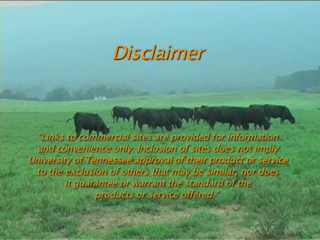 Disclaimer
"Links to commercial sites are provided for information
and convenience only. Inclusion of sites does not imply
University of Tennessee approval of their product or service
to the exclusion of others that may be similar, nor does
it guarantee or warrant the standard of the
products or service offered."